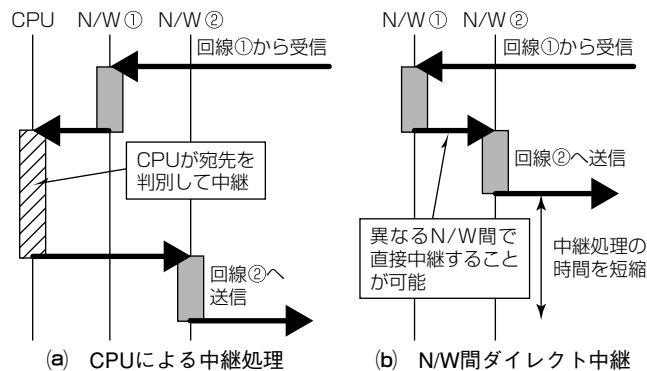 CPU N/W① N/W②
回線①から受信
CPUが宛先を
判別して中継
回線②へ
送信
(a) CPUによる中継処理
N/W① N/W②
回線①から受信
回線②へ送信
異なるN/W間で
直接中継すること
が可能
中継処理の
時間を短縮
(b) N/W間ダイレクト中継